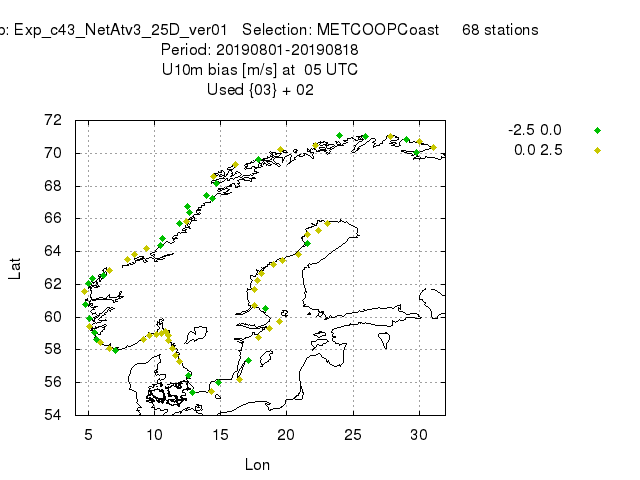 o: Exp_c43_NetAtv3_25D_ver01 Selection: METCOOPCoast 68 stations
Period: 20190801-20190818
U10m bias [m/s] at 05 UTC
Used {03} + 02
-2.5 0.0
0.0 2.5
72
70
68
66
64
62
60
58
56
54
Lat
5 10 15 20 25 30
Lon